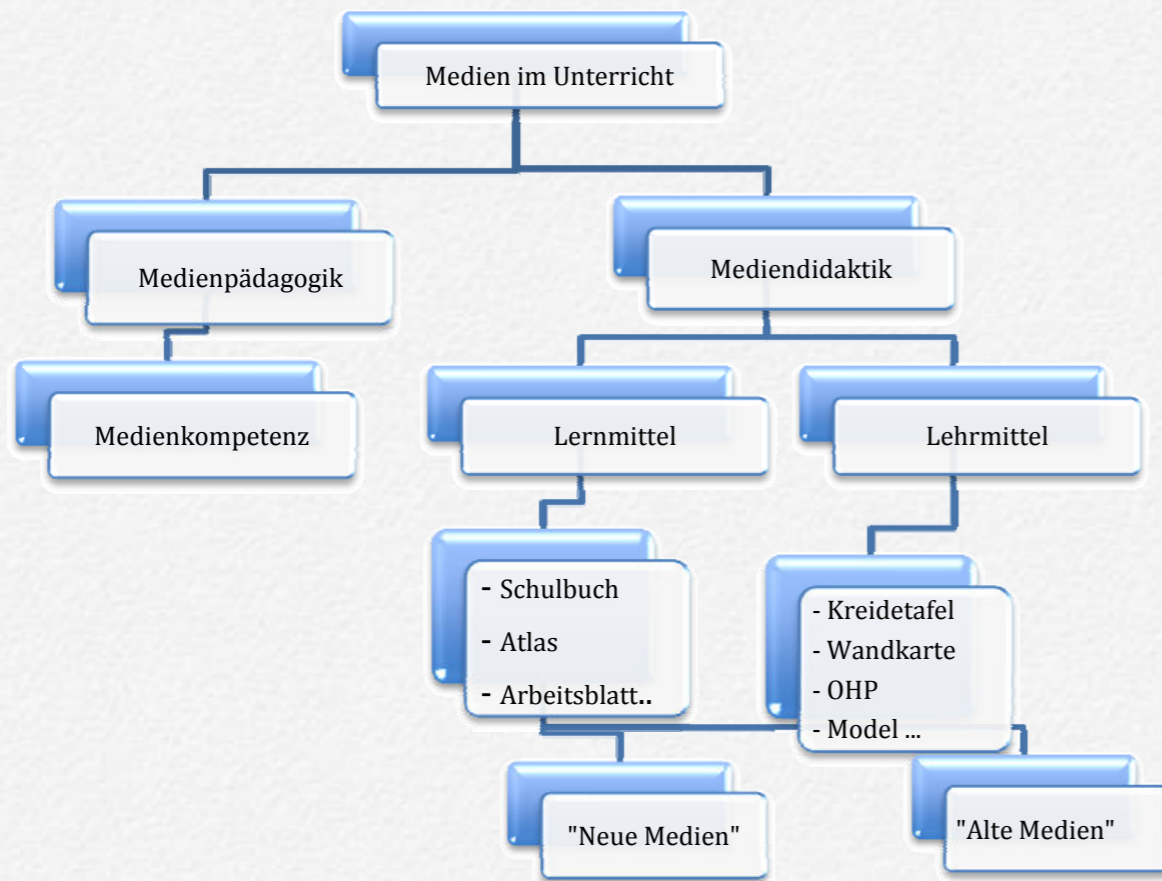 Medien im Unterricht
Medienpädagogik
Mediendidaktik
Medienkompetenz
Lernmittel
Lehrmittel
- Schulbuch
- Atlas
- Arbeitsblatt..
- Kreidetafel
- Wandkarte
- OHP
- Model ...
"Neue Medien"
"Alte Medien"